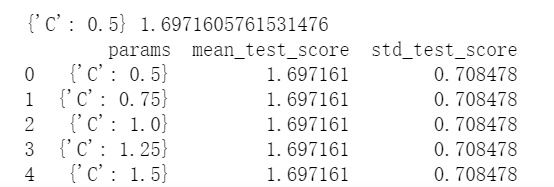 {'C': 0.5} 1.6971605761531476
params mean_test_score std_test_score
0 {'C': 0.5} 1.697161 0.708478
1 {'C': 0.75} 1.697161 0.708478
2 {'C': 1.0} 1.697161 0.708478
3 {'C': 1.25} 1.697161 0.708478
4 {'C': 1.5} 1.697161 0.708478